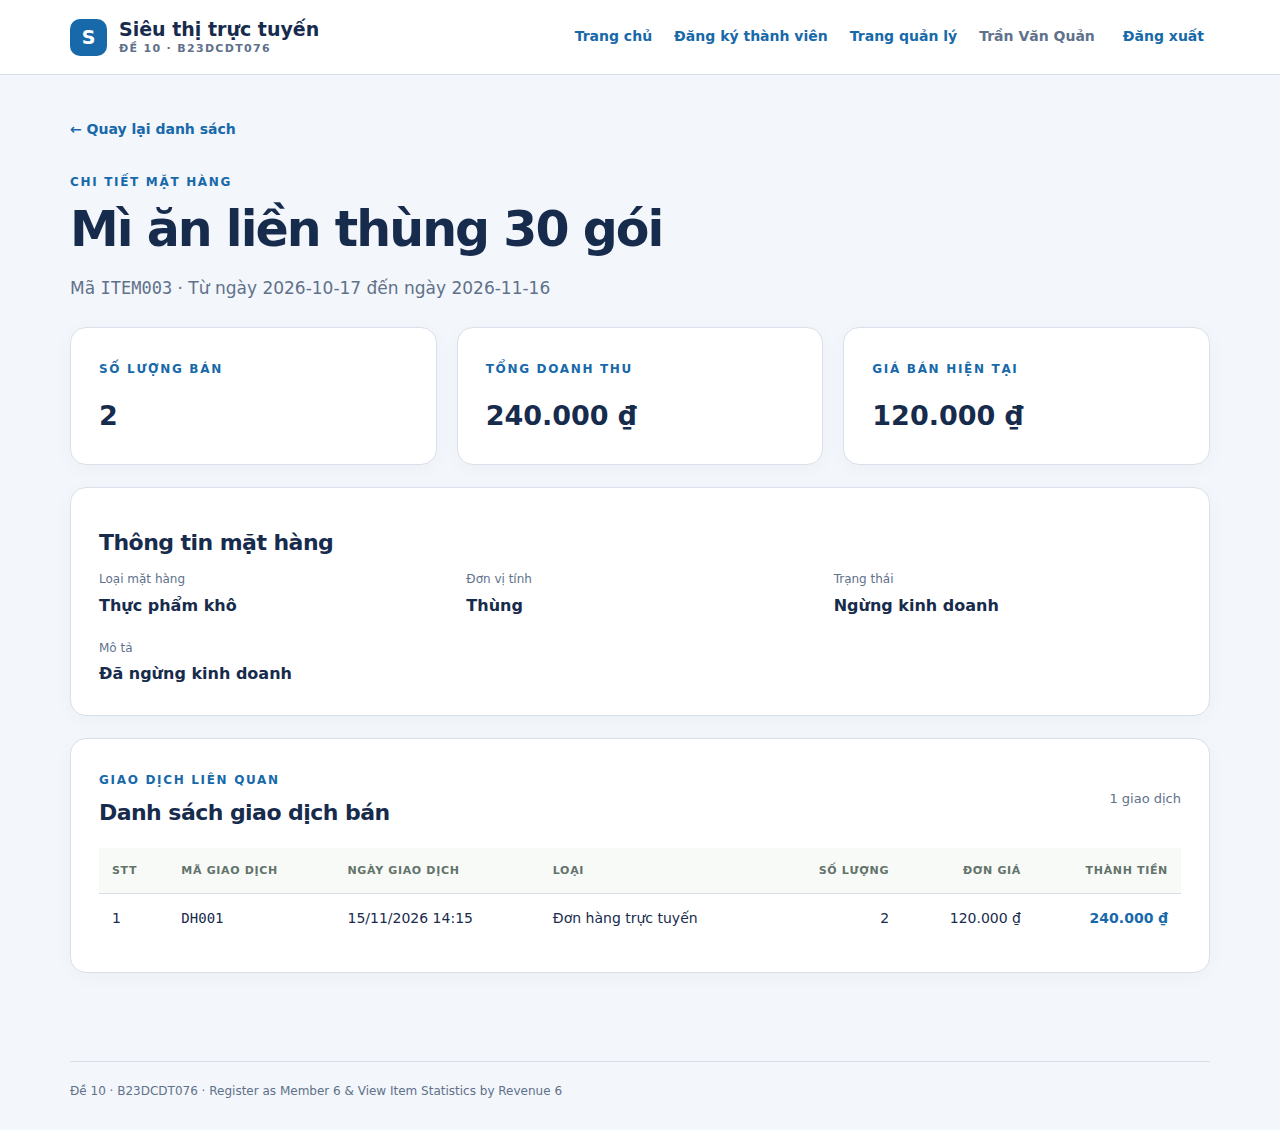 S
Siêu thị trực tuyến
ĐỀ 10 · B23DCDT076
Trang chủ Đăng ký thành viên Trang quản lý Trần Văn Quản Đăng xuất
← Quay lại danh sách
CHI TIẾT MẶT HÀNG
Mì ăn liền thùng 30 gói
Mã ITEM003 · Từ ngày 2026-10-17 đến ngày 2026-11-16
SỐ LƯỢNG BÁN
2
TỔNG DOANH THU
240.000 ₫
GIÁ BÁN HIỆN TẠI
120.000 ₫
Thông tin mặt hàng
Loại mặt hàng
Thực phẩm khô
Đơn vị tính
Thùng
Trạng thái
Ngừng kinh doanh
Mô tả
Đã ngừng kinh doanh
GIAO DỊCH LIÊN QUAN
Danh sách giao dịch bán
1 giao dịch
STT MÃ GIAO DỊCH NGÀY GIAO DỊCH LOẠI SỐ LƯỢNG ĐƠN GIÁ THÀNH TIỀN
1 DH001 15/11/2026 14:15 Đơn hàng trực tuyến 2 120.000 ₫ 240.000 ₫
Đề 10 · B23DCDT076 · Register as Member 6 & View Item Statistics by Revenue 6